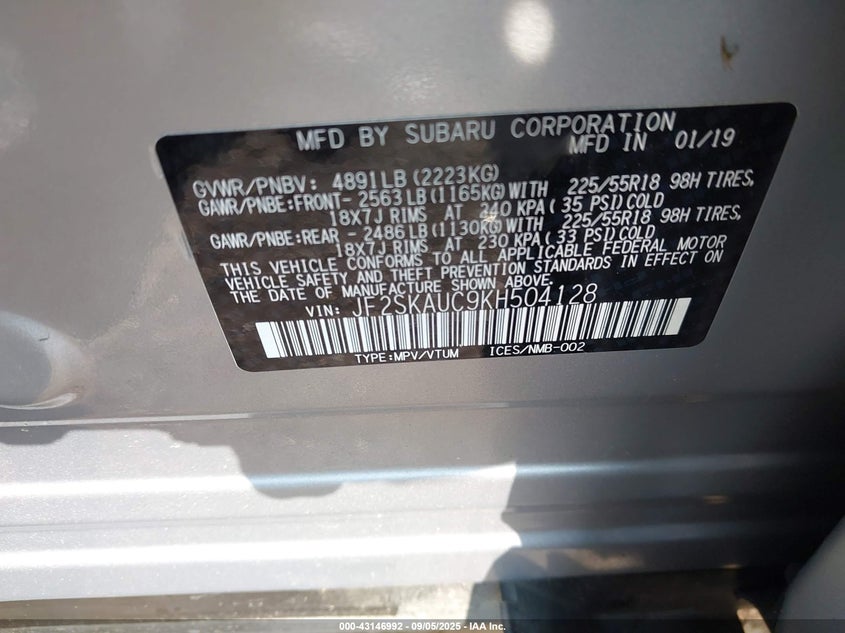 MFD BY SUBARU CORPORATION
MFD IN 01/19
GVWR/PNBV: 4891LB (2223KG)
GAWR/PNBE:FRONT- 2563 LB (1165KG) WITH 225/55R18 98H TIRES,
18X7J RIMS AT 240 KPA ( 35 PSI) COLD
GAWR/PNBE:REAR - 2486 LB (1130KG) WITH 225/55R18 98H TIRES,
18X7J RIMS AT 230 KPA ( 33 PSI) COLD
THIS VEHICLE CONFORMS TO ALL APPLICABLE FEDERAL MOTOR
VEHICLE SAFETY AND THEFT PREVENTION STANDARDS IN EFFECT ON
THE DATE OF MANUFACTURE SHOWN ABOVE.
VIN: JF2SKAUC9KH504128
TYPE:MPV/VTUM ICES/NMB-002
000-43146992 - 09/05/2025 - IAA Inc.